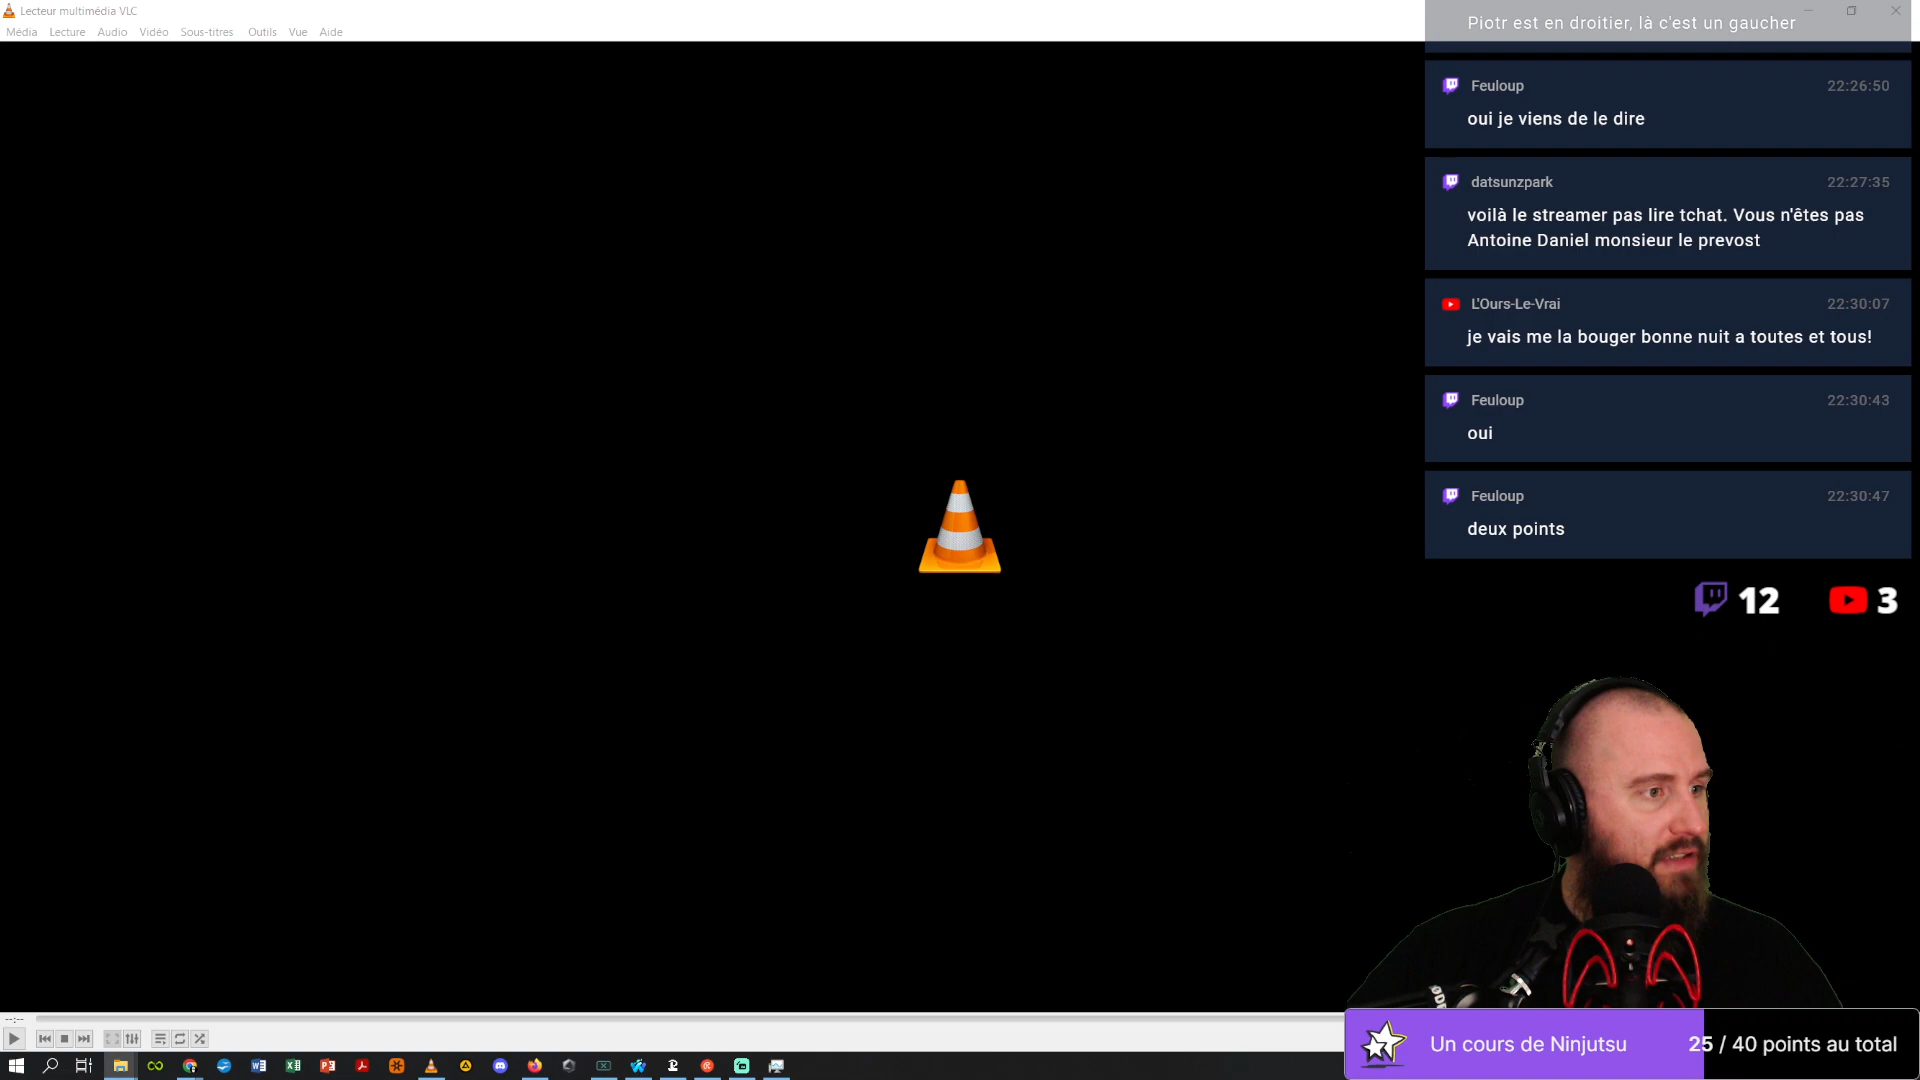 Lecteur multimédia VLC
Média Lecture Audio Vidéo Sous-titres Outils Vue Aide
Piotr est en droitier, là c'est un gaucher
Feuloup 22:26:50
oui je viens de le dire
datsunzpark 22:27:35
voilà le streamer pas lire tchat. Vous n'êtes pas
Antoine Daniel monsieur le prevost
L'Ours-Le-Vrai 22:30:07
je vais me la bouger bonne nuit a toutes et tous!
Feuloup 22:30:43
oui
Feuloup 22:30:47
deux points
12 3
--:--
Un cours de Ninjutsu 25 / 40 points au total